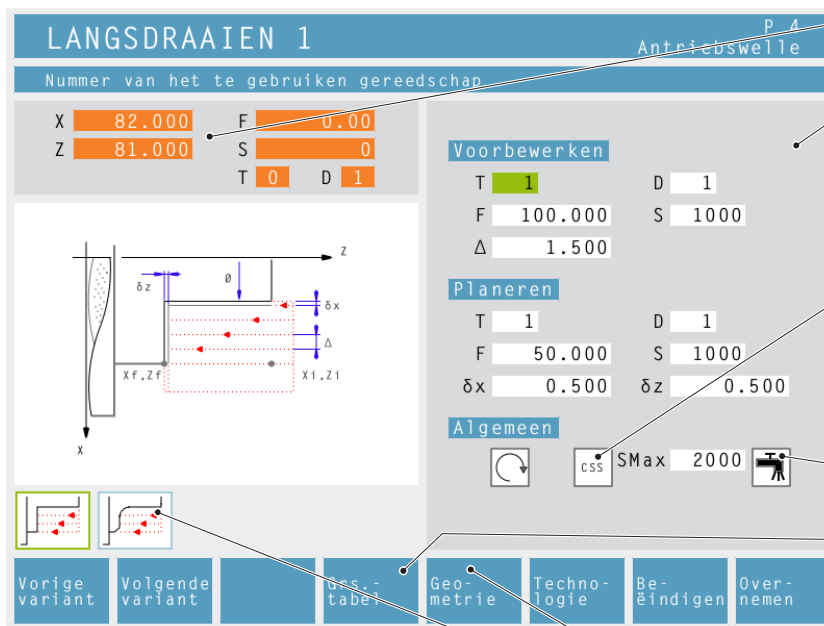 LANGSDRAAIEN 1
P 4
Antriebswelle
Nummer van het te gebruiken gereedschap
X 82.000 F 0.00
Z 81.000 S 0
T 0 D 1
Z
δz
Ø
δx
Δ
Xf.Zf
Xi.Zi
X
Voorbewerken
T 1 D 1
F 100.000 S 1000
Δ 1.500
Planeren
T 1 D 1
F 50.000 S 1000
δx 0.500 δz 0.500
Algemeen
CSS SMax 2000
Vorige variant
Volgende variant
Grs.- tabel
Geo- metrie
Techno- logie
Be- ëindigen
Over- nemen